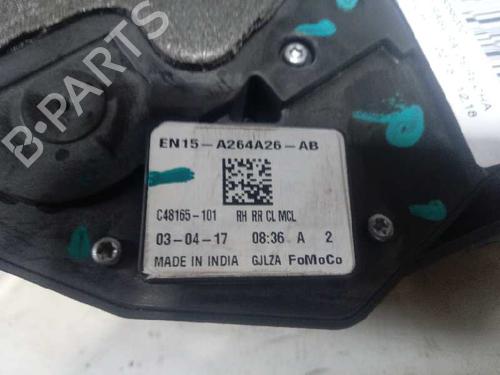 EN15-A264A26-AB
C48165-101 RH RR CL MCL
03-04-17 08:36 A 2
MADE IN INDIA GJLZA FoMoCo